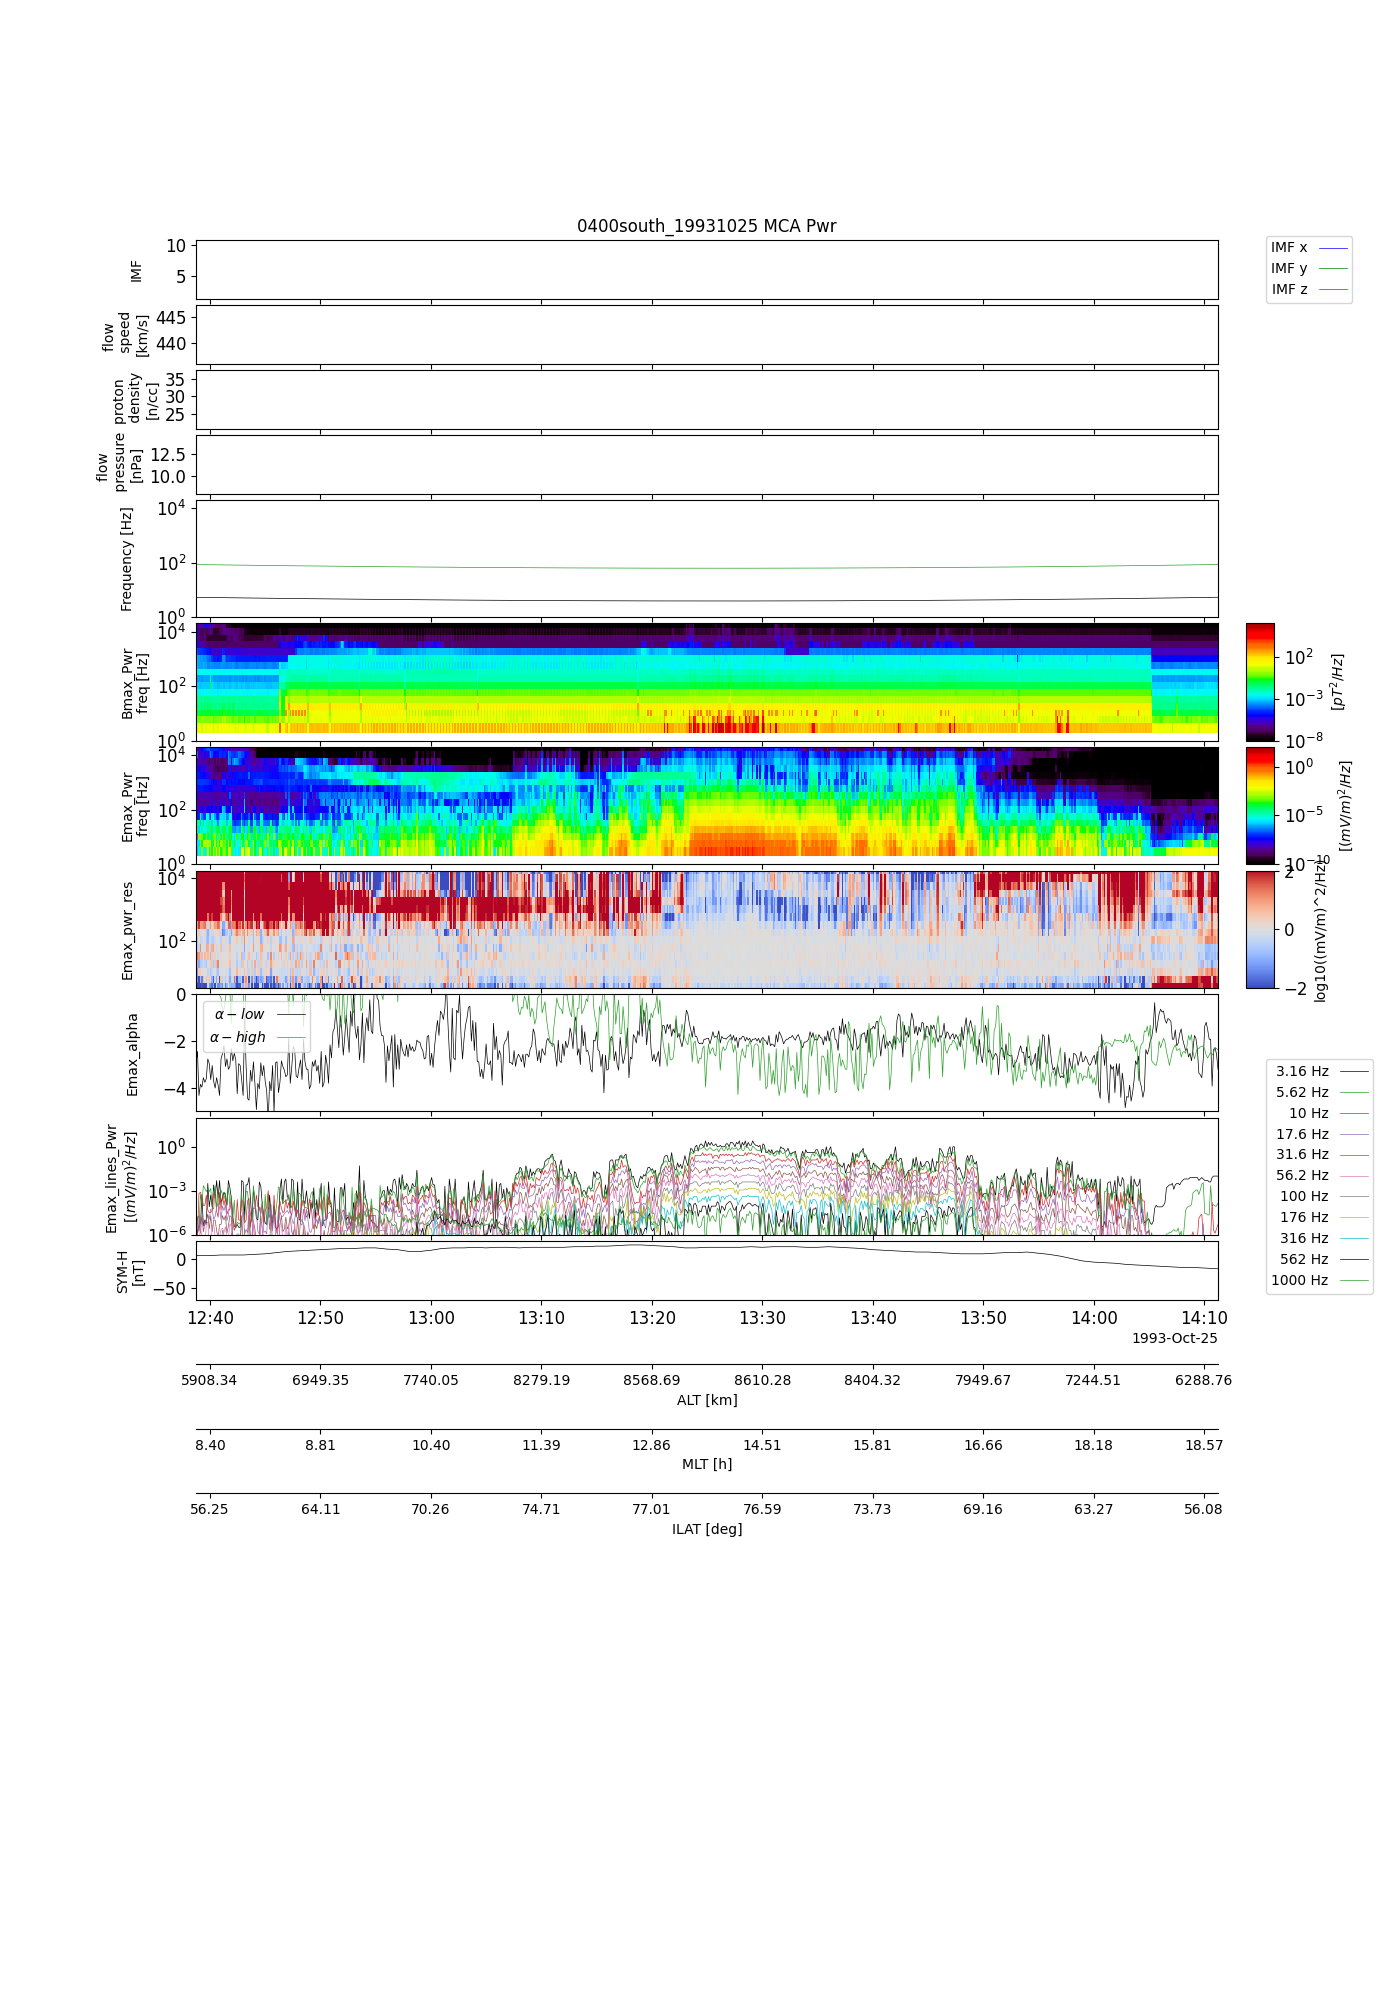 0400south_19931025 MCA Pwr
10
5
IMF
IMF x
IMF y
IMF z
445
440
flow
speed
[km/s]
35
30
25
proton
density
[n/cc]
12.5
10.0
flow
pressure
[nPa]
10^4
10^2
10^0
Frequency [Hz]
10^4
10^2
10^0
Bmax_Pwr
freq [Hz]
10^2
10^−3
10^−8
[pT^2/Hz]
10^4
10^2
10^0
Emax_Pwr
freq [Hz]
10^0
10^−5
10^−10
[(mV/m)^2/Hz]
10^4
10^2
Emax_pwr_res
2
0
−2
log10((mV/m)^2/Hz)
0
−2
−4
Emax_alpha
α − low
α − high
10^0
10^−3
10^−6
Emax_lines_Pwr
[(mV/m)^2/Hz]
3.16 Hz
5.62 Hz
10 Hz
17.6 Hz
31.6 Hz
56.2 Hz
100 Hz
176 Hz
316 Hz
562 Hz
1000 Hz
0
−50
SYM-H
[nT]
12:40 12:50 13:00 13:10 13:20 13:30 13:40 13:50 14:00 14:10
1993-Oct-25
5908.34 6949.35 7740.05 8279.19 8568.69 8610.28 8404.32 7949.67 7244.51 6288.76
ALT [km]
8.40 8.81 10.40 11.39 12.86 14.51 15.81 16.66 18.18 18.57
MLT [h]
56.25 64.11 70.26 74.71 77.01 76.59 73.73 69.16 63.27 56.08
ILAT [deg]